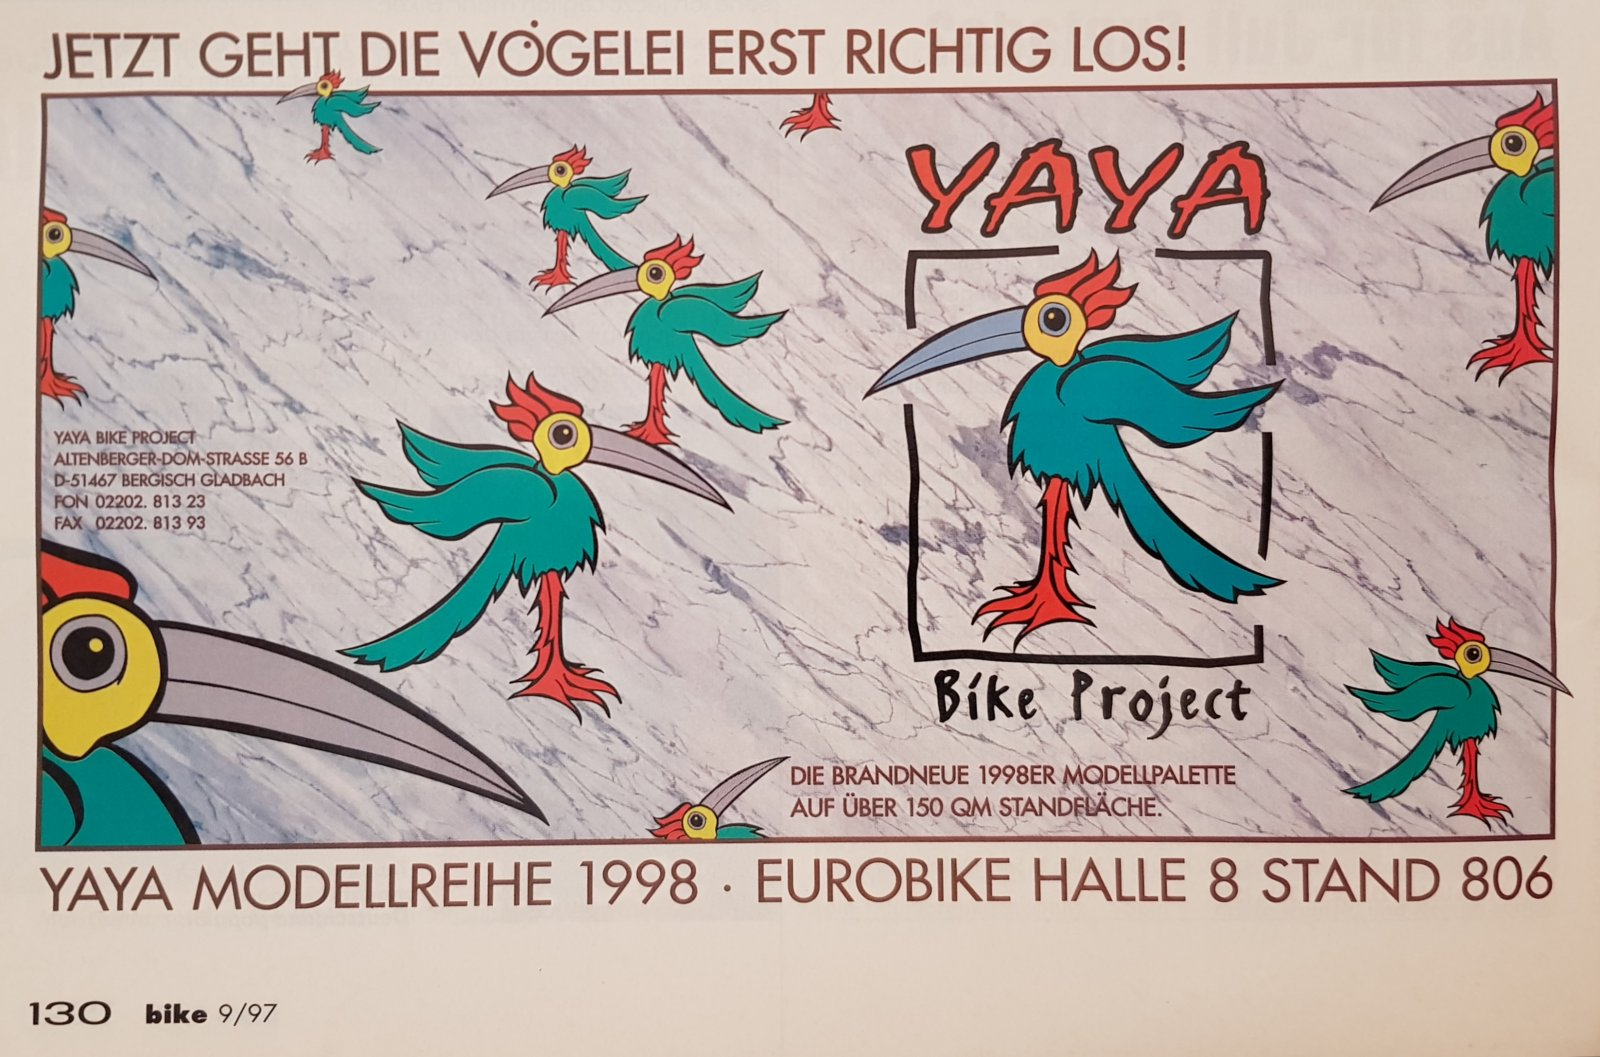 JETZT GEHT DIE VÖGELEI ERST RICHTIG LOS!
YAYA
Bike Project
YAYA BIKE PROJECT
ALTENBERGER-DOM-STRASSE 56 B
D-51467 BERGISCH GLADBACH
FON 02202. 813 23
FAX 02202. 813 93
DIE BRANDNEUE 1998ER MODELLPALETTE
AUF ÜBER 150 QM STANDFLÄCHE.
YAYA MODELLREIHE 1998 · EUROBIKE HALLE 8 STAND 806
130 bike 9/97